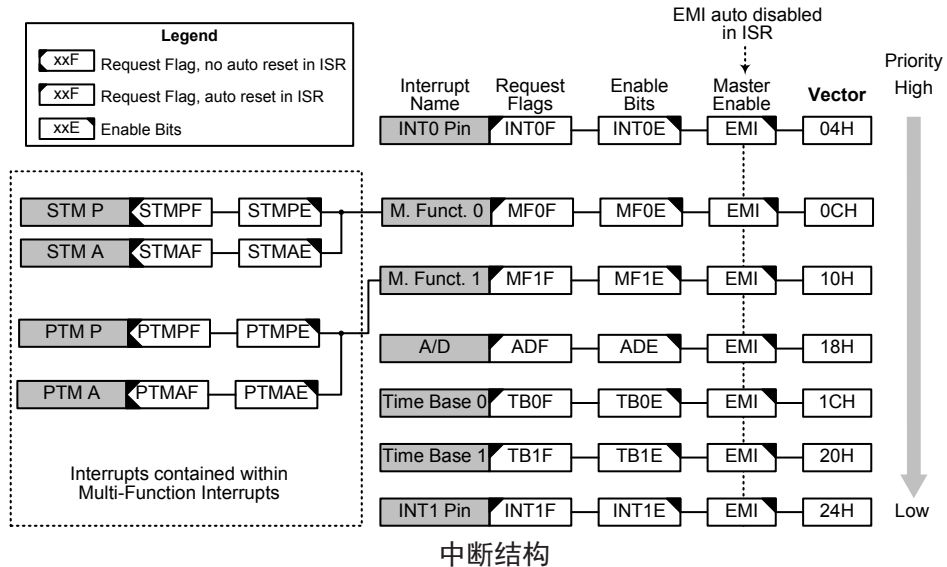 EMI auto disabled
in ISR
Legend
xxF Request Flag, no auto reset in ISR
xxF Request Flag, auto reset in ISR
xxE Enable Bits
Interrupt Name Request Flags Enable Bits Master Enable Vector
Priority
High
INT0 Pin INT0F INT0E EMI 04H
STM P STMPF STMPE M. Funct. 0 MF0F MF0E EMI 0CH
STM A STMAF STMAE
M. Funct. 1 MF1F MF1E EMI 10H
PTM P PTMPF PTMPE
A/D ADF ADE EMI 18H
PTM A PTMAF PTMAE
Time Base 0 TB0F TB0E EMI 1CH
Time Base 1 TB1F TB1E EMI 20H
Interrupts contained within
Multi-Function Interrupts
INT1 Pin INT1F INT1E EMI 24H
Low
中断结构